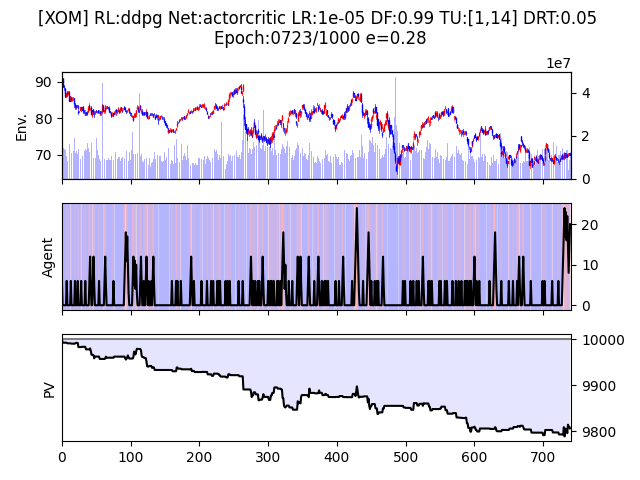 [XOM] RL:ddpg Net:actorcritic LR:1e-05 DF:0.99 TU:[1,14] DRT:0.05
Epoch:0723/1000 e=0.28
1e7
90
80
70
Env.
4
2
0
Agent
20
10
0
PV
10000
9900
9800
0 100 200 300 400 500 600 700